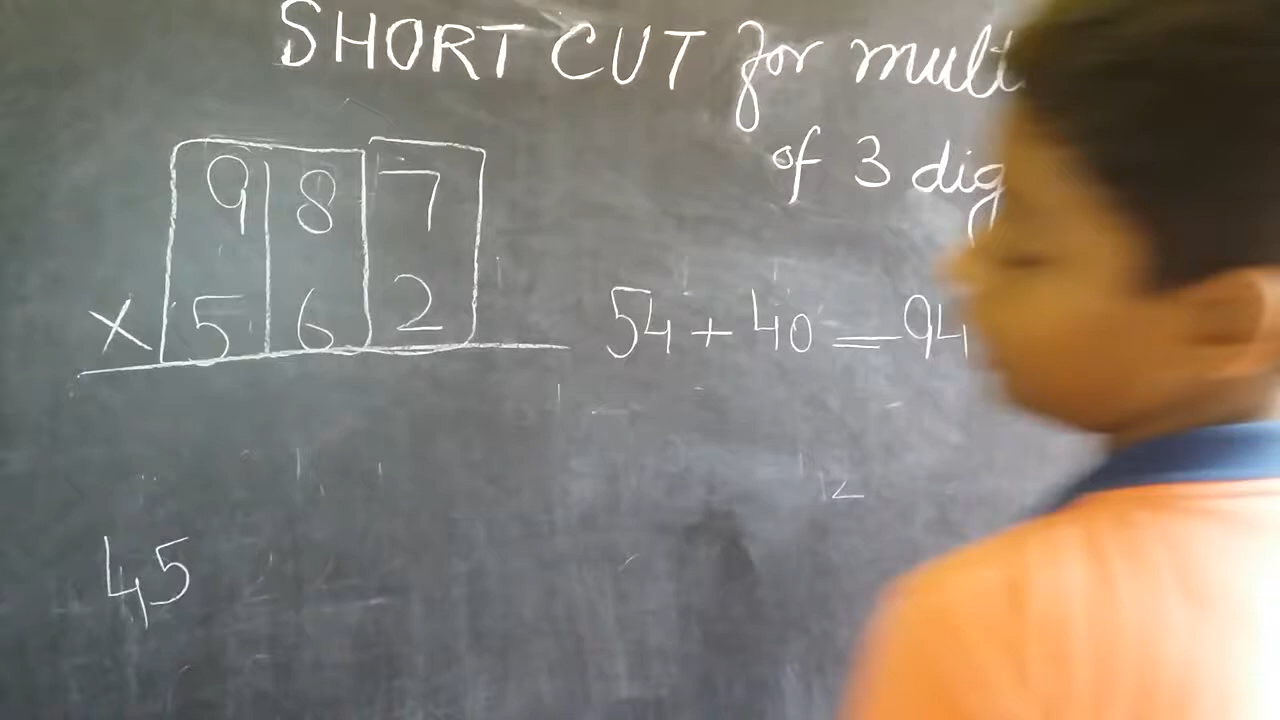 SHORT CUT for mult
of 3 dig
9 8 7
× 5 6 2
54 + 40 = 94
45